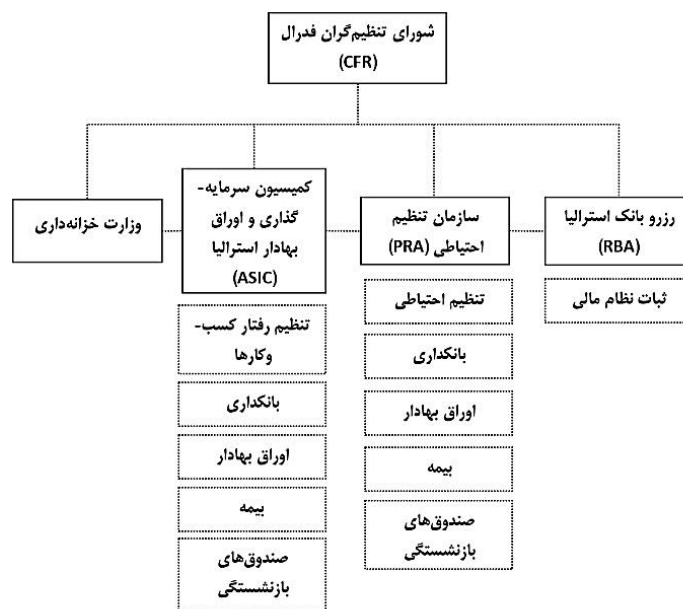 شورای تنظیم‌گران فدرال
(CFR)
رزرو بانک استرالیا
(RBA)
ثبات نظام مالی
سازمان تنظیم
احتیاطی (PRA)
تنظیم احتیاطی
بانکداری
اوراق بهادار
بیمه
صندوق‌های
بازنشستگی
کمیسیون سرمایه-
گذاری و اوراق
بهادار استرالیا
(ASIC)
تنظیم رفتار کسب-
وکارها
بانکداری
اوراق بهادار
بیمه
صندوق‌های
بازنشستگی
وزارت خزانه‌داری